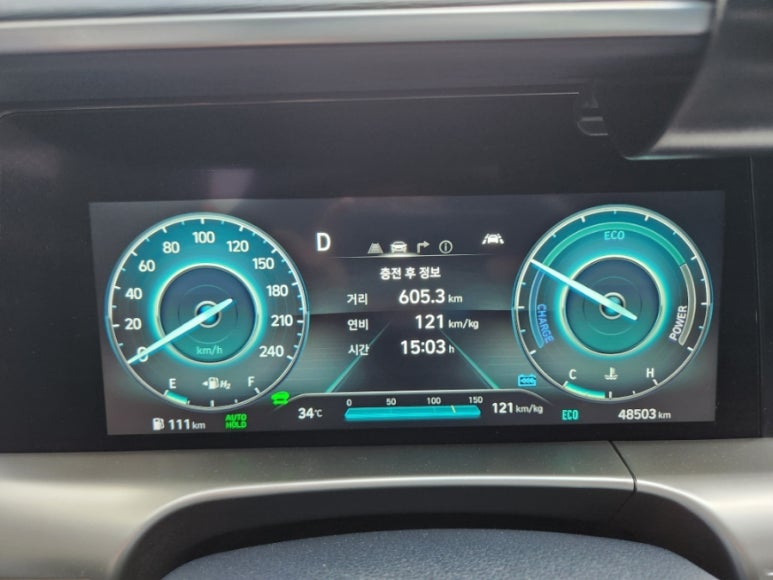 D
충전 후 정보
거리 605.3 km
연비 121 km/kg
시간 15:03 h
0 20 40 60 80 100 120 150 180 210 240
km/h
E H₂ F
ECO
CHARGE
POWER
C H
111 km
AUTO HOLD
34℃
0 50 100 150
121 km/kg
ECO
48503 km